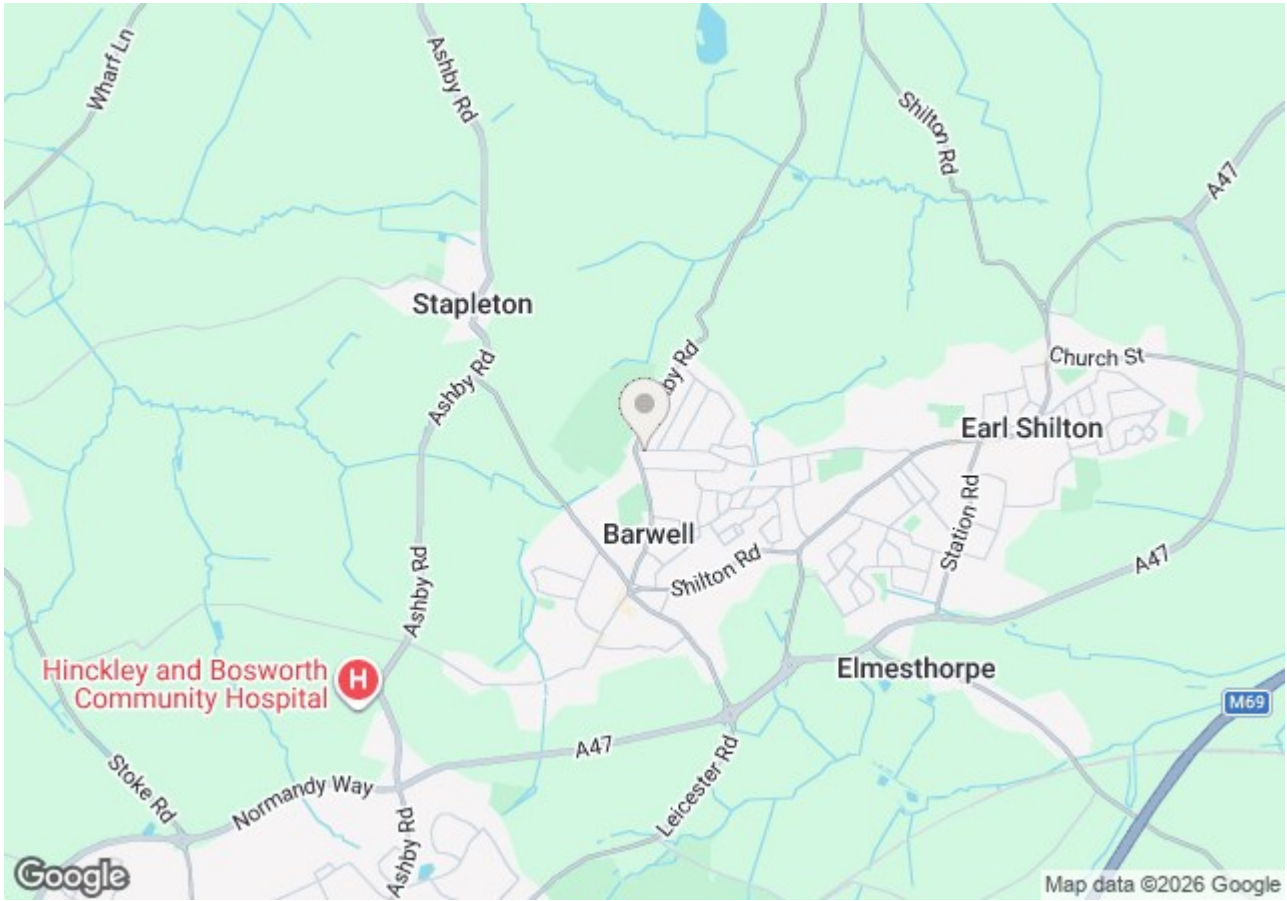 Wharf Ln
Ashby Rd
Shilton Rd
A47
Stapleton
Church St
by Rd
Ashby Rd
Earl Shilton
Station Rd
Barwell
Shilton Rd
A47
Ashby Rd
Hinckley and Bosworth
Community Hospital
H
Elmesthorpe
M69
A47
Leicester Rd
Stoke Rd
Normandy Way
Ashby Rd
Google
Map data ©2026 Google